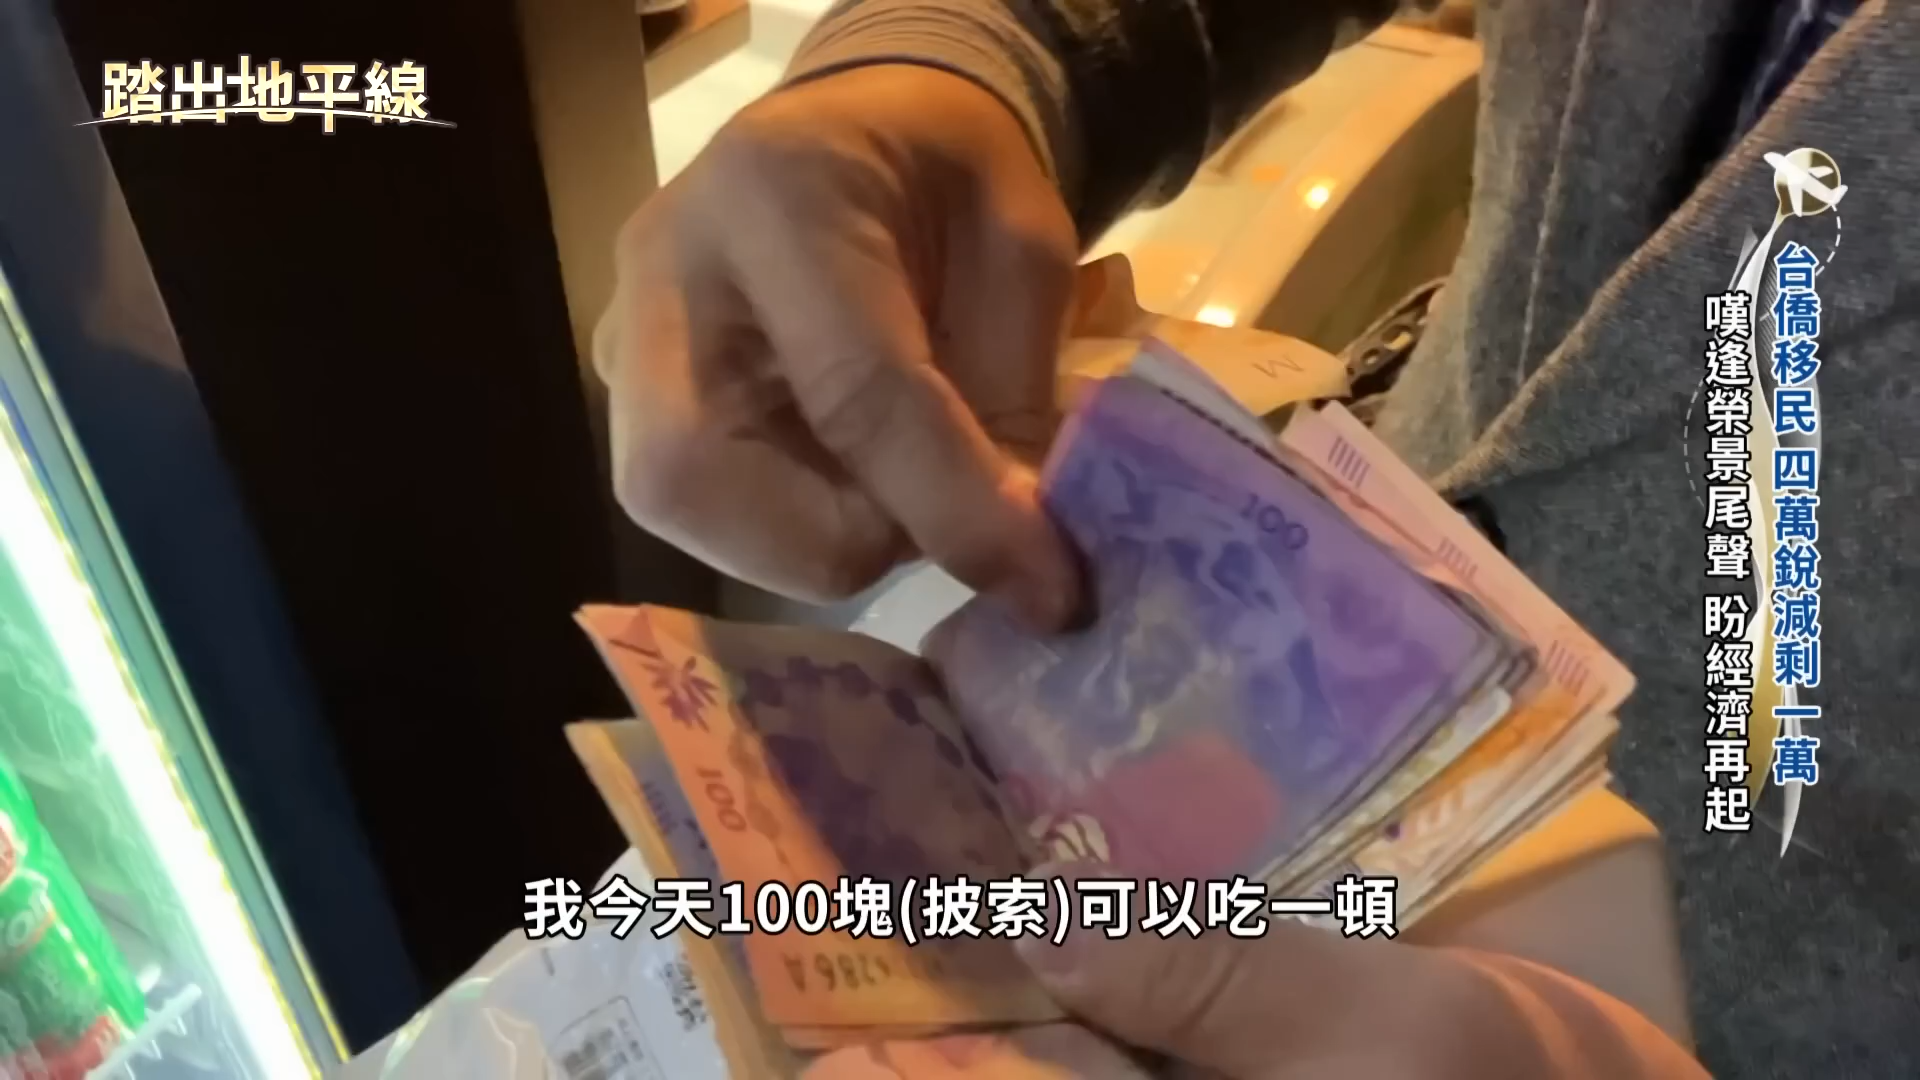 踏出地平線
台僑移民 四萬銳減剩一萬
嘆逢榮景尾聲 盼經濟再起
M
100
100
286A
我今天100塊(披索)可以吃一頓